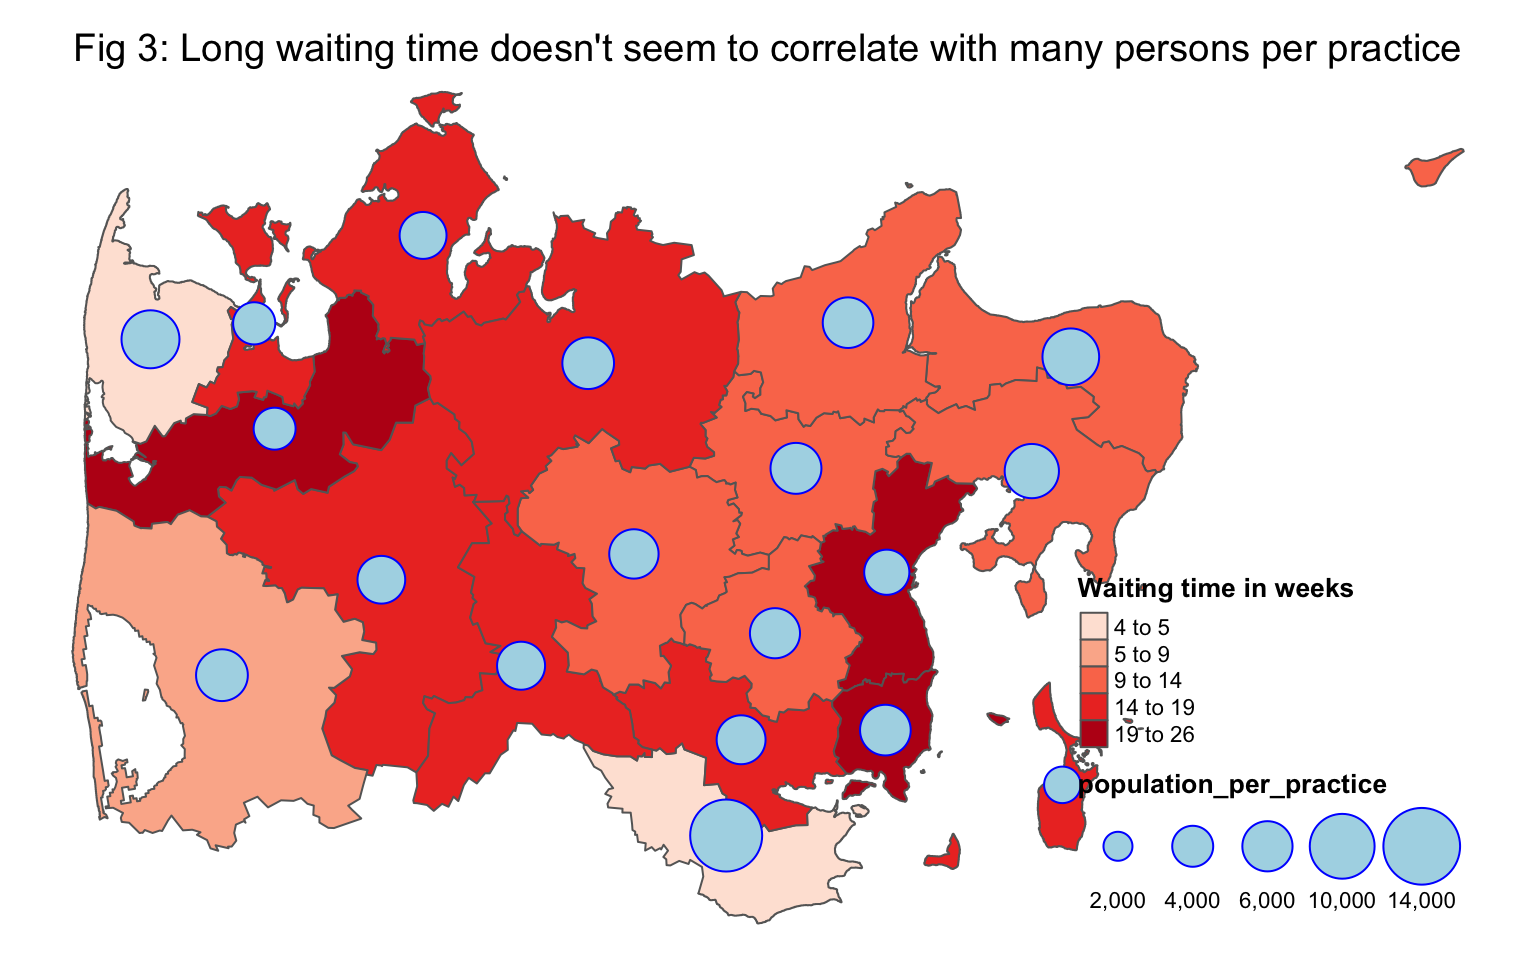 Fig 3: Long waiting time doesn't seem to correlate with many persons per practice
Waiting time in weeks
4 to 5
5 to 9
9 to 14
14 to 19
19 to 26
population_per_practice
2,000 4,000 6,000 10,000 14,000